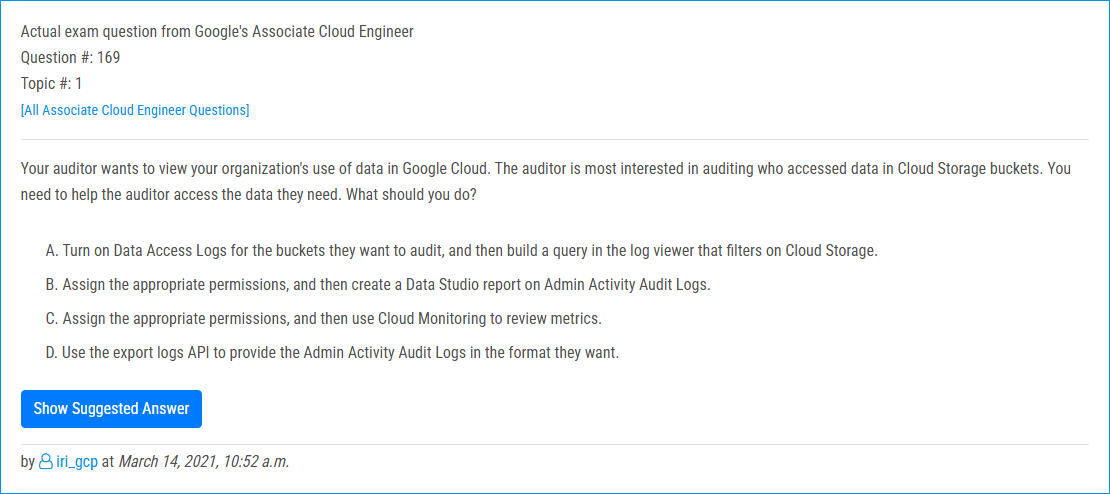 Actual exam question from Google's Associate Cloud Engineer
Question #: 169
Topic #: 1
[All Associate Cloud Engineer Questions]
Your auditor wants to view your organization's use of data in Google Cloud. The auditor is most interested in auditing who accessed data in Cloud Storage buckets. You
need to help the auditor access the data they need. What should you do?
A. Turn on Data Access Logs for the buckets they want to audit, and then build a query in the log viewer that filters on Cloud Storage.
B. Assign the appropriate permissions, and then create a Data Studio report on Admin Activity Audit Logs.
C. Assign the appropriate permissions, and then use Cloud Monitoring to review metrics.
D. Use the export logs API to provide the Admin Activity Audit Logs in the format they want.
Show Suggested Answer
by iri_gcp at March 14, 2021, 10:52 a.m.